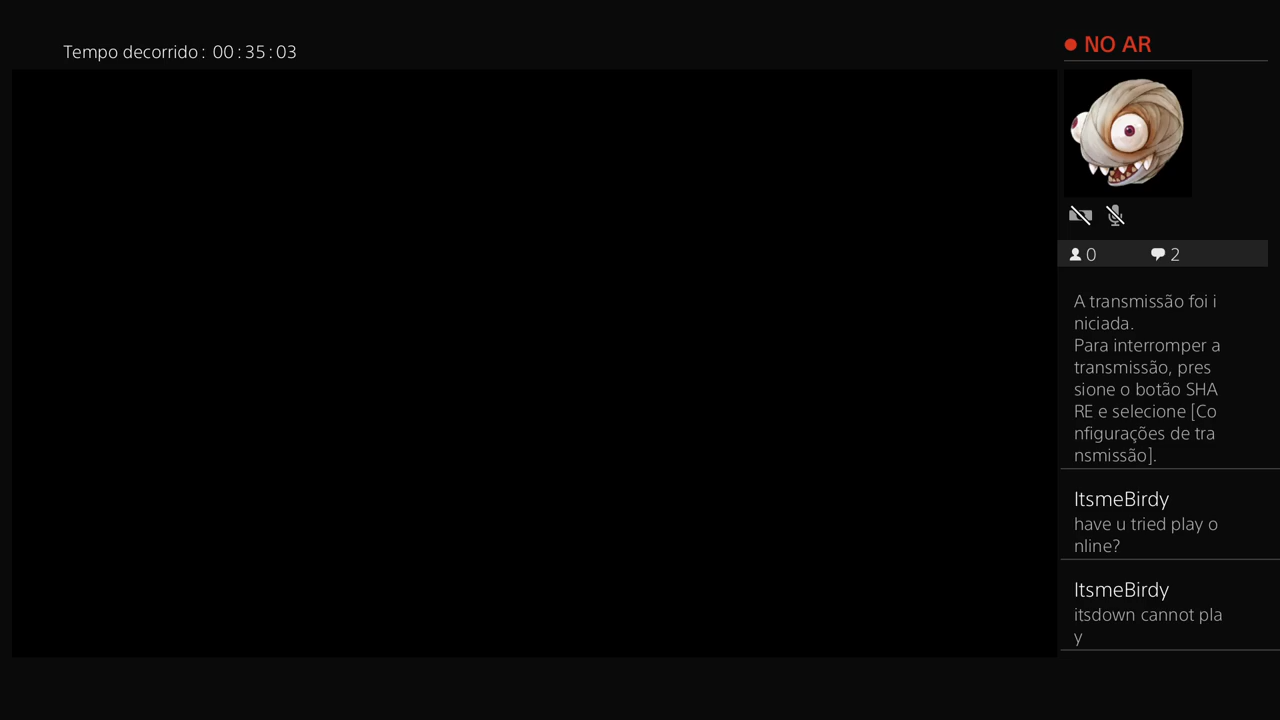 Tempo decorrido: 00:35:03
NO AR
0 2
A transmissão foi i
niciada.
Para interromper a
transmissão, pres
sione o botão SHA
RE e selecione [Co
nfigurações de tra
nsmissão].
ItsmeBirdy
have u tried play o
nline?
ItsmeBirdy
itsdown cannot pla
y